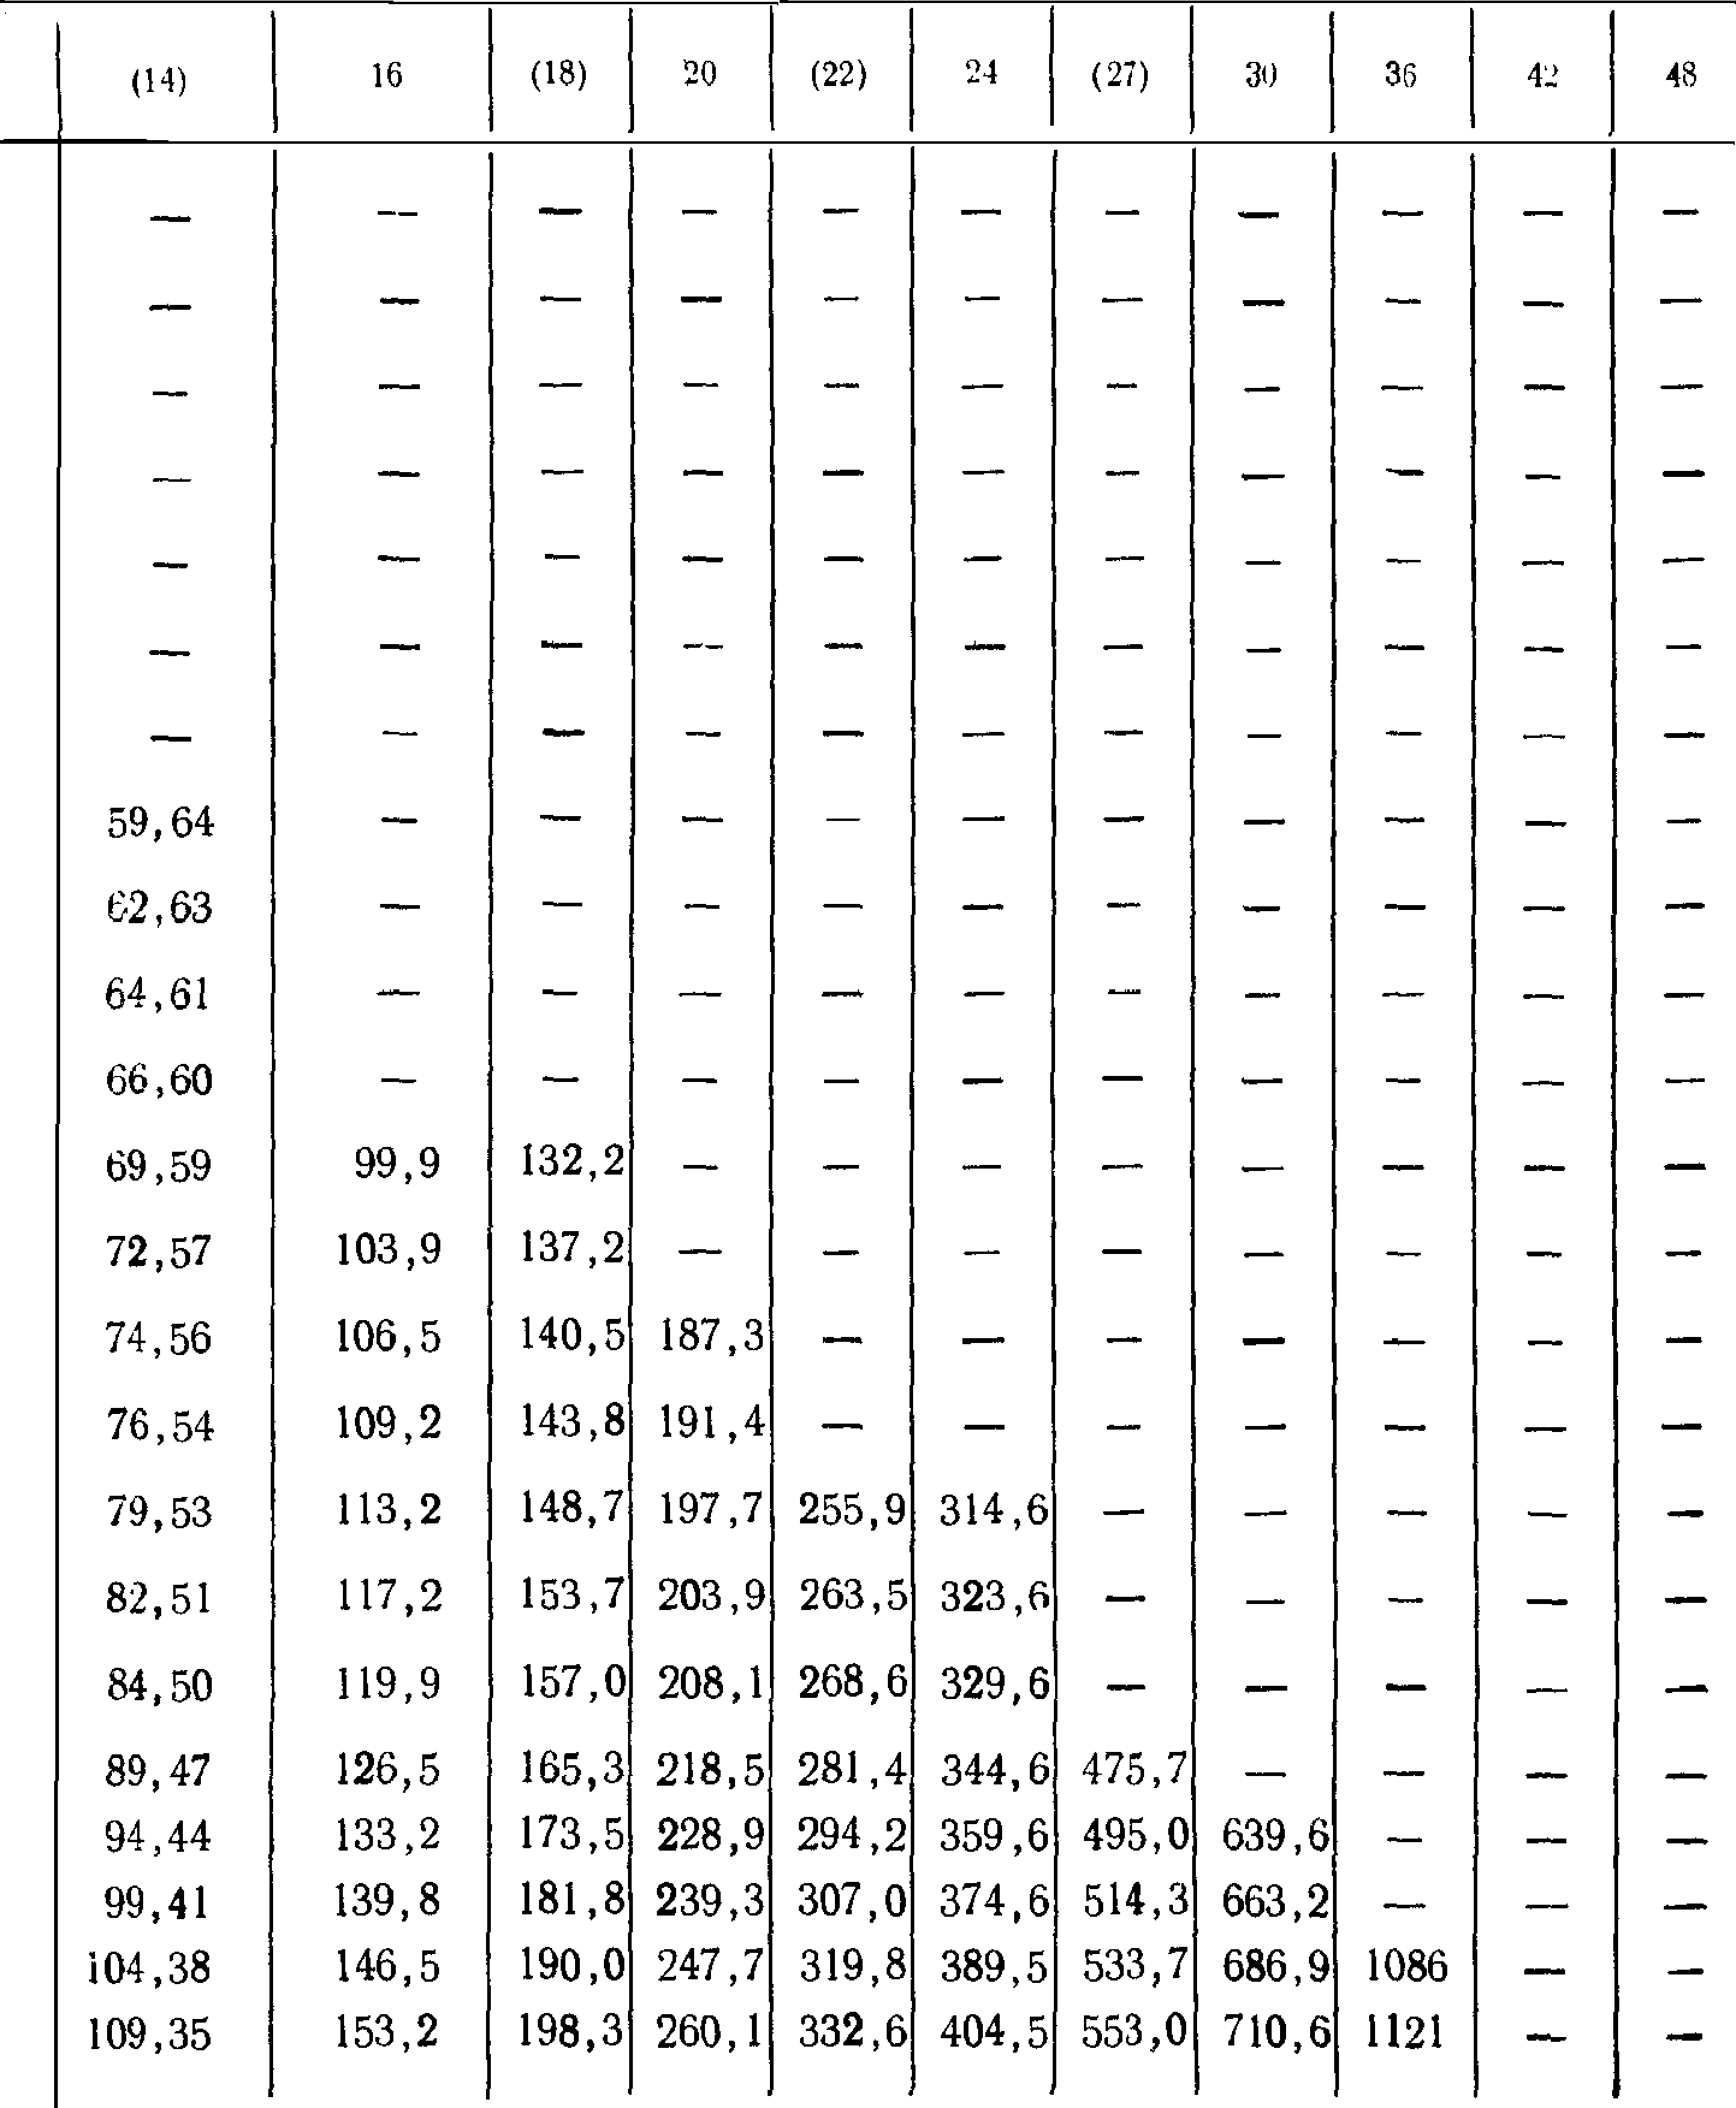 (14) 16 (18) 20 (22) 24 (27) 30 36 42 48
— — — — — — — — — — —
— — — — — — — — — — —
— — — — — — — — — — —
— — — — — — — — — — —
— — — — — — — — — — —
— — — — — — — — — — —
— — — — — — — — — — —
59,64 — — — — — — — — — —
62,63 — — — — — — — — — —
64,61 — — — — — — — — — —
66,60 — — — — — — — — — —
69,59 99,9 132,2 — — — — — — — —
72,57 103,9 137,2 — — — — — — — —
74,56 106,5 140,5 187,3 — — — — — — —
76,54 109,2 143,8 191,4 — — — — — — —
79,53 113,2 148,7 197,7 255,9 314,6 — — — — —
82,51 117,2 153,7 203,9 263,5 323,6 — — — — —
84,50 119,9 157,0 208,1 268,6 329,6 — — — — —
89,47 126,5 165,3 218,5 281,4 344,6 475,7 — — — —
94,44 133,2 173,5 228,9 294,2 359,6 495,0 639,6 — — —
99,41 139,8 181,8 239,3 307,0 374,6 514,3 663,2 — — —
104,38 146,5 190,0 247,7 319,8 389,5 533,7 686,9 1086 — —
109,35 153,2 198,3 260,1 332,6 404,5 553,0 710,6 1121 — —